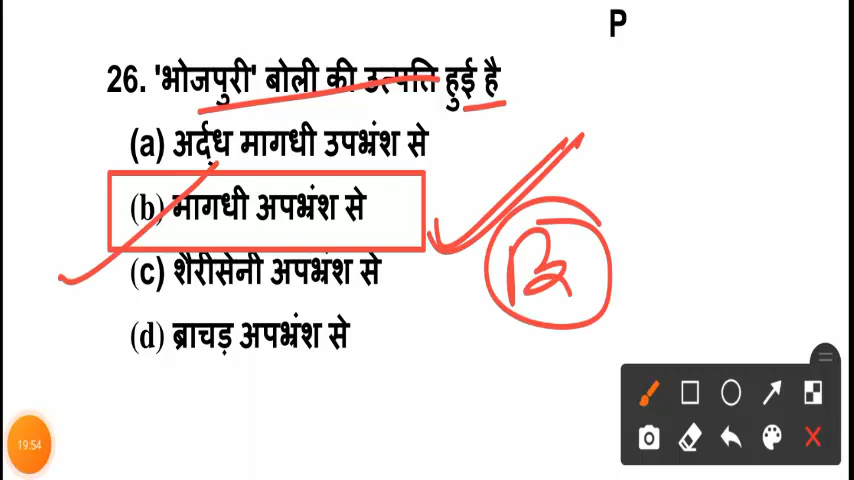 P
26. 'भोजपुरी' बोली की उत्पति हुई है
(a) अर्द्ध मागधी उपभ्रंश से
(b) मागधी अपभ्रंश से
(c) शैरीसेनी अपभ्रंश से
(d) ब्राचड़ अपभ्रंश से
B
19:54